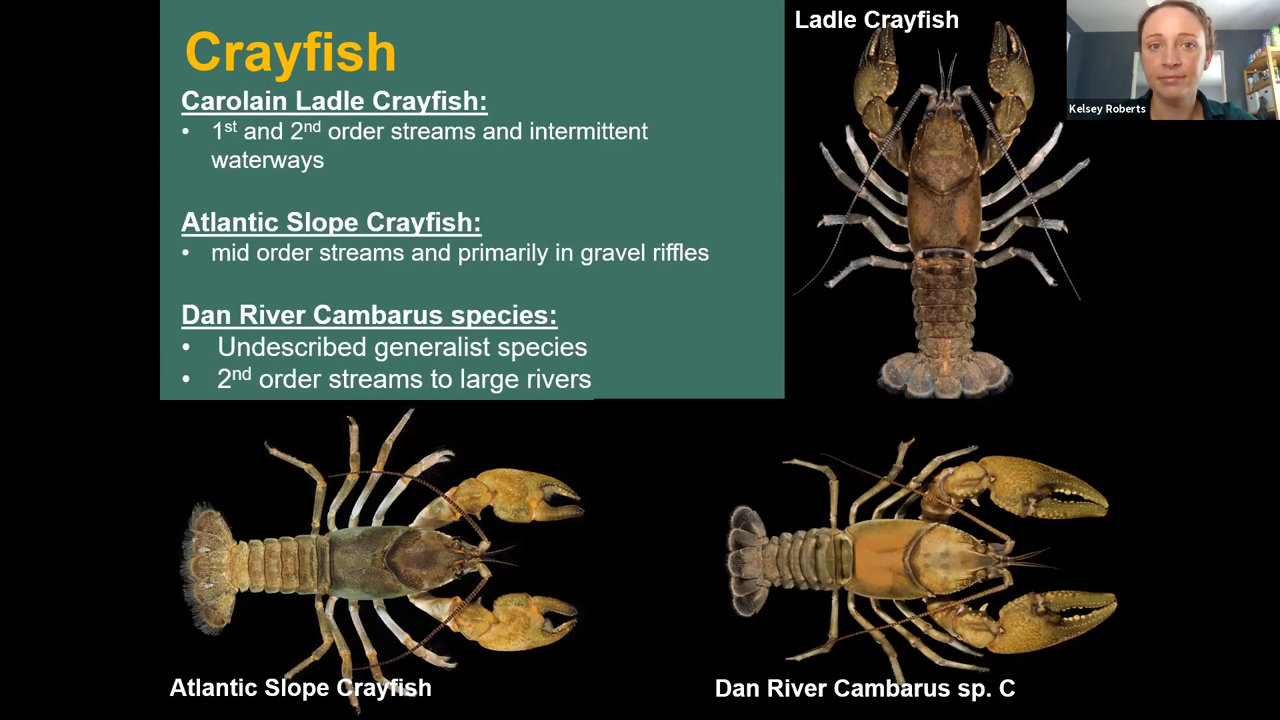 Crayfish
Carolain Ladle Crayfish:
• 1st and 2nd order streams and intermittent
waterways
Atlantic Slope Crayfish:
• mid order streams and primarily in gravel riffles
Dan River Cambarus species:
• Undescribed generalist species
• 2nd order streams to large rivers
Ladle Crayfish
Kelsey Roberts
Atlantic Slope Crayfish
Dan River Cambarus sp. C